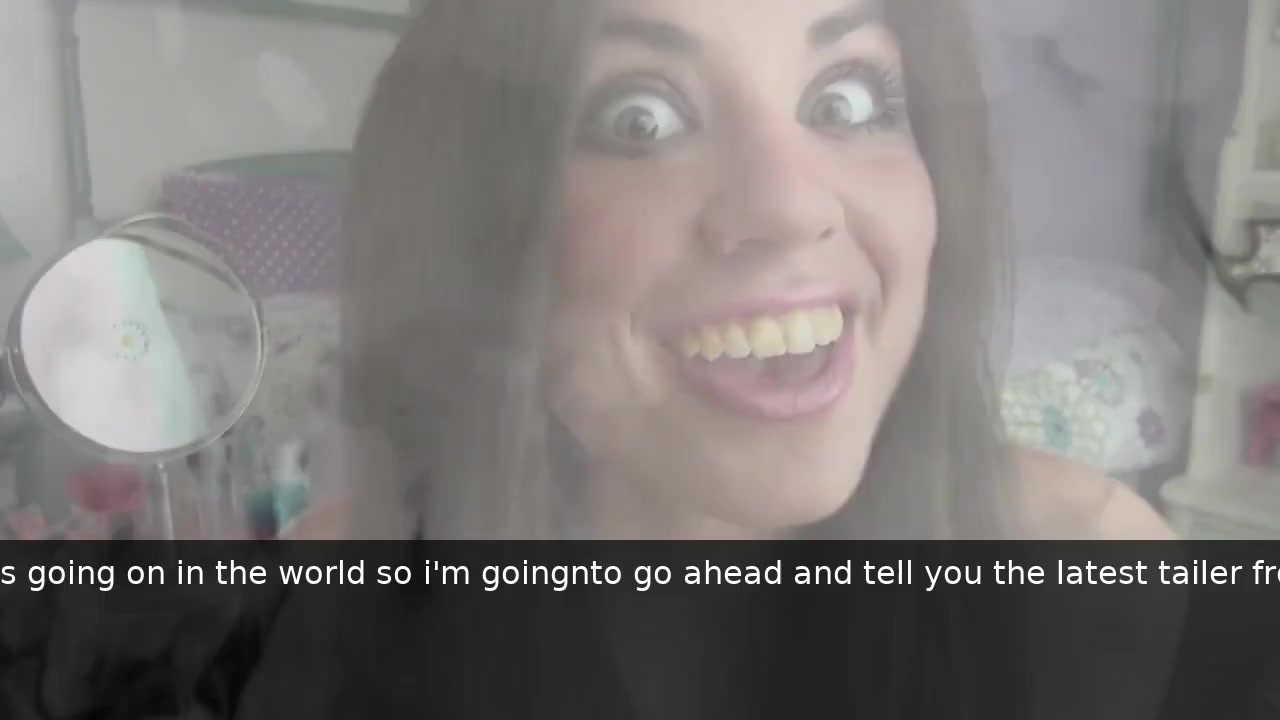 s going on in the world so i'm goingnto go ahead and tell you the latest tailer fr